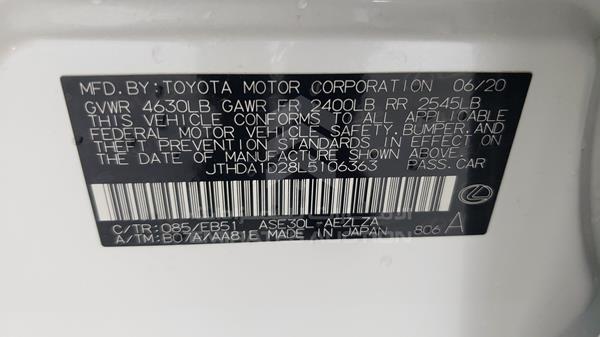 MFD. BY: TOYOTA MOTOR CORPORATION 06/20
GVWR 4630LB GAWR FR 2400LB RR 2545LB
THIS VEHICLE CONFORMS TO ALL APPLICABLE
FEDERAL MOTOR VEHICLE SAFETY, BUMPER, AND
THEFT PREVENTION STANDARDS IN EFFECT ON
THE DATE OF MANUFACTURE SHOWN ABOVE.
JTHDA1D28L5106363 PASS. CAR
C/TR: 085/EB51 ASE30L-AEZLZA
A/TM: B07A/AA81E MADE IN JAPAN 806 A